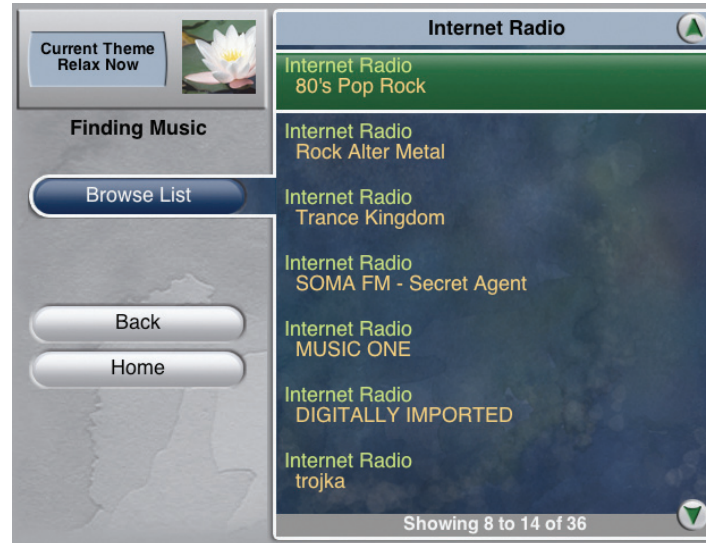 Current Theme
Relax Now
Finding Music
Browse List
Back
Home
Internet Radio
Internet Radio
80's Pop Rock
Internet Radio
Rock Alter Metal
Internet Radio
Trance Kingdom
Internet Radio
SOMA FM - Secret Agent
Internet Radio
MUSIC ONE
Internet Radio
DIGITALLY IMPORTED
Internet Radio
trojka
Showing 8 to 14 of 36